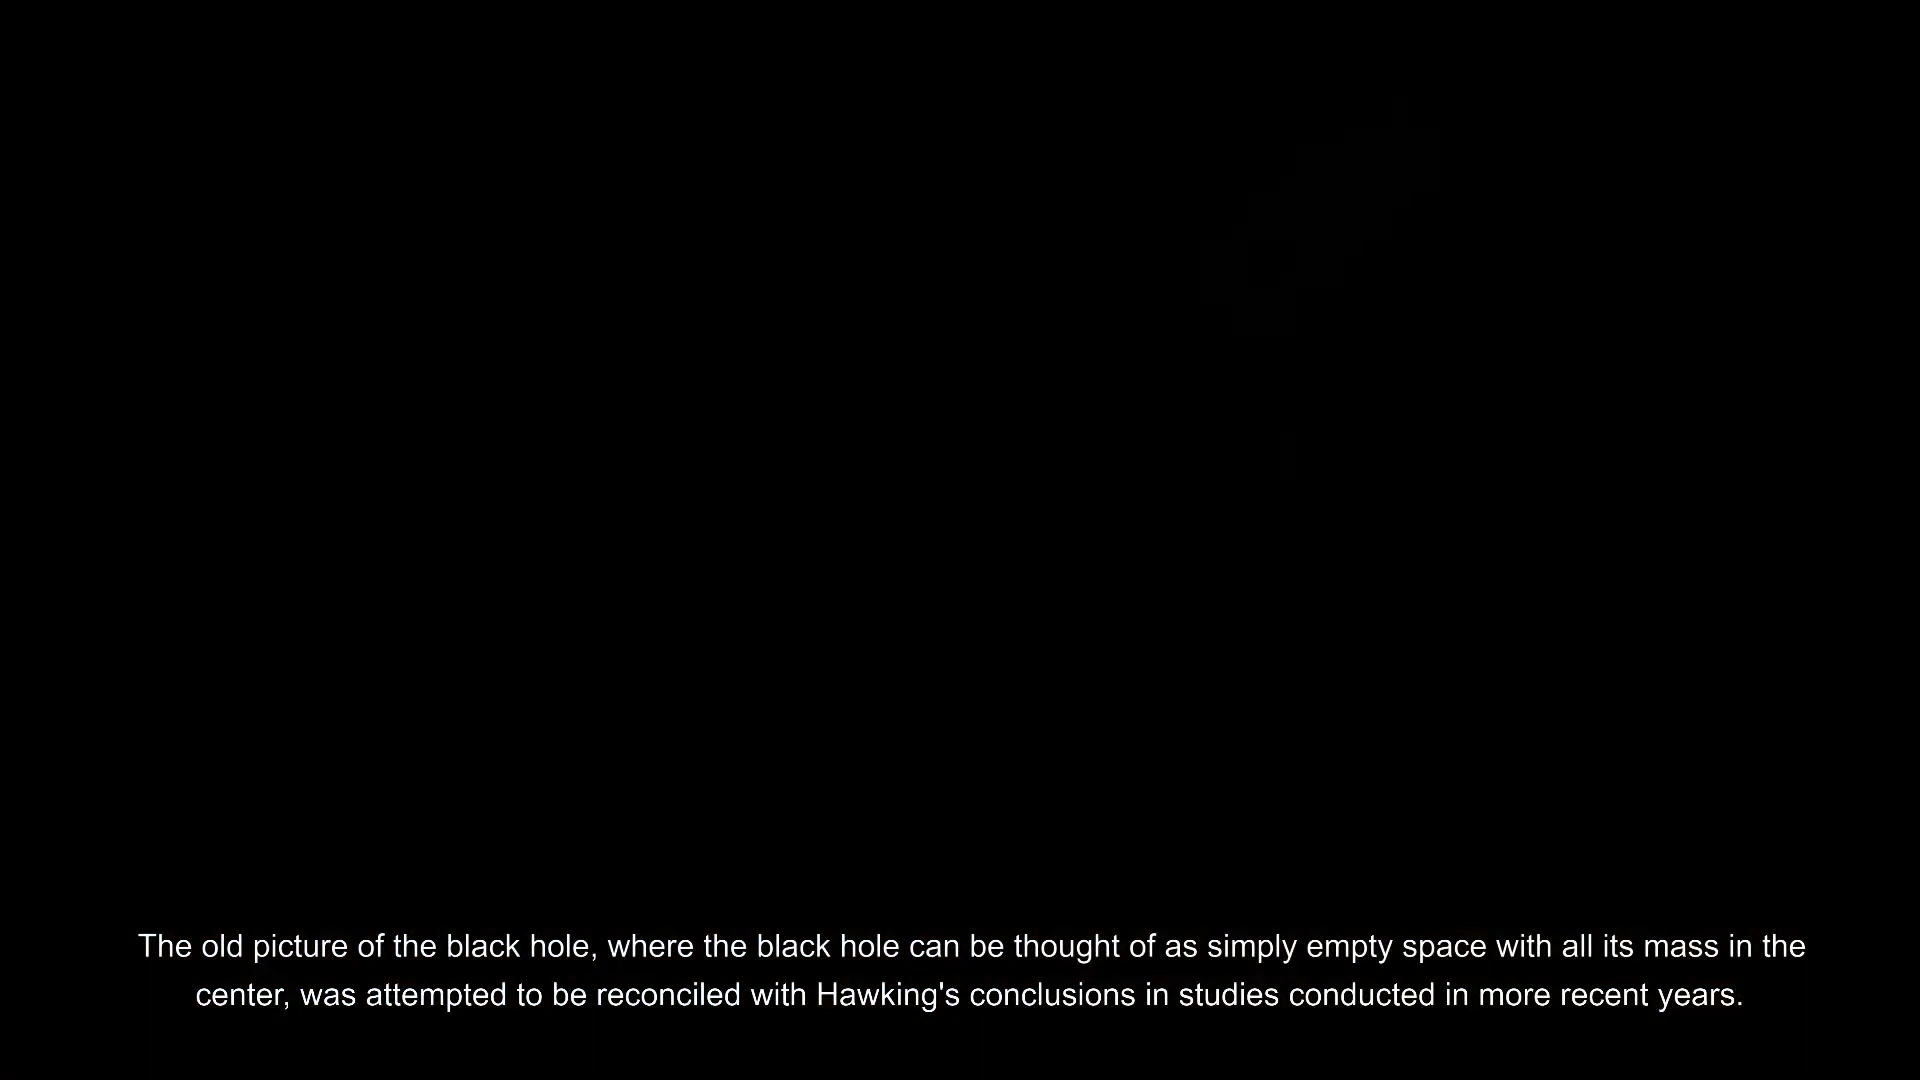 The old picture of the black hole, where the black hole can be thought of as simply empty space with all its mass in the
center, was attempted to be reconciled with Hawking's conclusions in studies conducted in more recent years.